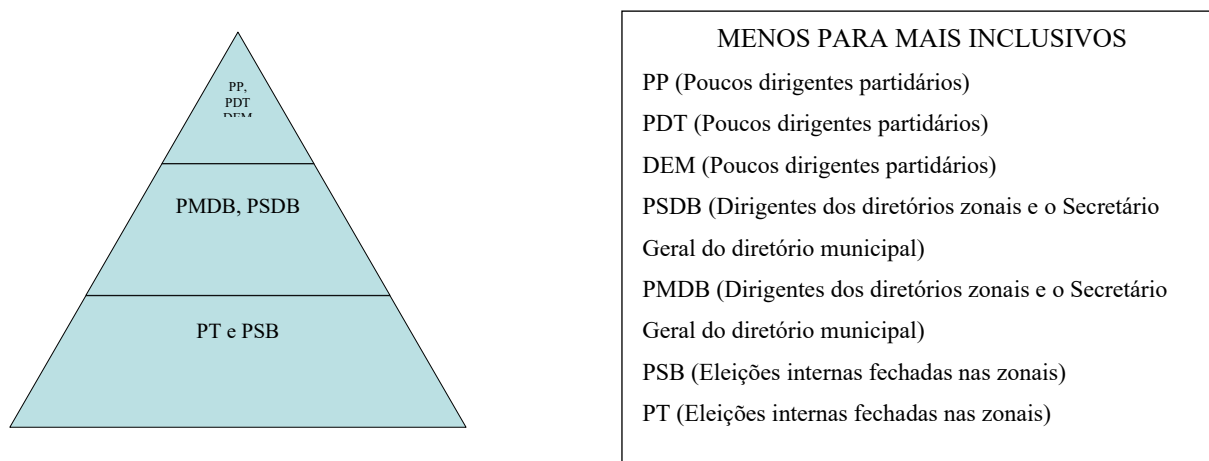 PP,
PDT
DEM
PMDB, PSDB
PT e PSB
MENOS PARA MAIS INCLUSIVOS
PP (Poucos dirigentes partidários)
PDT (Poucos dirigentes partidários)
DEM (Poucos dirigentes partidários)
PSDB (Dirigentes dos diretórios zonais e o Secretário
Geral do diretório municipal)
PMDB (Dirigentes dos diretórios zonais e o Secretário
Geral do diretório municipal)
PSB (Eleições internas fechadas nas zonais)
PT (Eleições internas fechadas nas zonais)